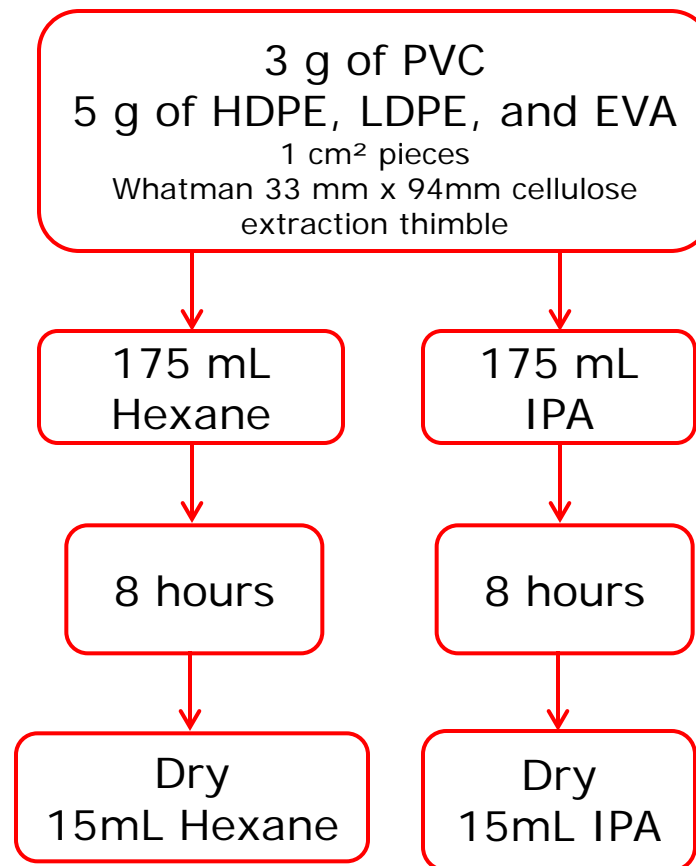 3 g of PVC
5 g of HDPE, LDPE, and EVA
1 cm² pieces
Whatman 33 mm x 94mm cellulose
extraction thimble
175 mL
Hexane
175 mL
IPA
8 hours
8 hours
Dry
15mL Hexane
Dry
15mL IPA